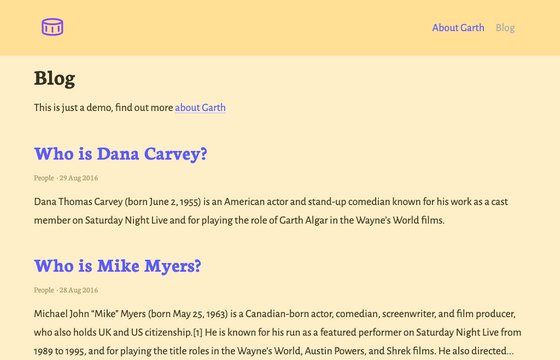 About Garth Blog
Blog
This is just a demo, find out more about Garth
Who is Dana Carvey?
People · 29 Aug 2016
Dana Thomas Carvey (born June 2, 1955) is an American actor and stand-up comedian known for his work as a cast
member on Saturday Night Live and for playing the role of Garth Algar in the Wayne's World films.
Who is Mike Myers?
People · 28 Aug 2016
Michael John “Mike” Myers (born May 25, 1963) is a Canadian-born actor, comedian, screenwriter, and film producer,
who also holds UK and US citizenship.[1] He is known for his run as a featured performer on Saturday Night Live from
1989 to 1995, and for playing the title roles in the Wayne's World, Austin Powers, and Shrek films. He also directed...